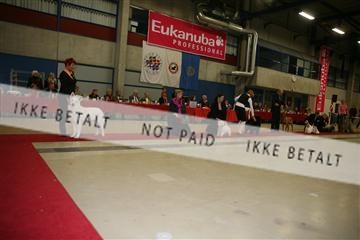 Eukanuba
PROFESSIONAL
IKKE BETALT NOT PAID IKKE BETALT